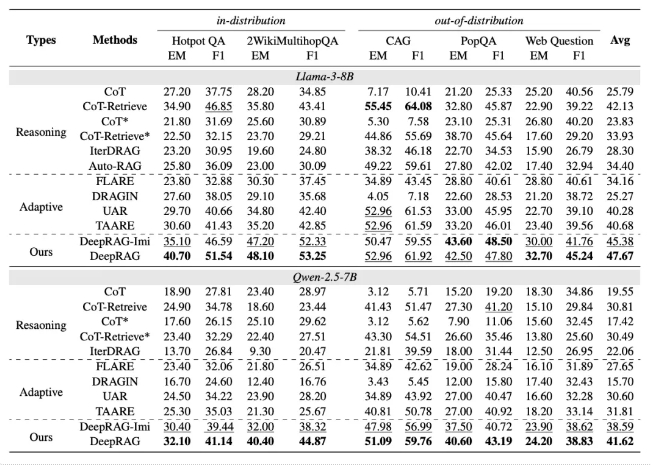 in-distribution out-of-distribution
Types Methods Hotpot QA 2WikiMultihopQA CAG PopQA Web Question Avg
EM F1 EM F1 EM F1 EM F1 EM F1
Llama-3-8B
CoT 27.20 37.75 28.20 34.85 7.17 10.41 21.20 25.33 25.20 40.56 25.79
CoT-Retrieve 34.90 46.85 35.80 43.41 55.45 64.08 32.80 45.87 22.90 39.22 42.13
Reasoning CoT* 21.80 31.69 25.60 30.89 5.30 7.58 23.10 25.31 26.80 40.20 23.83
CoT-Retrieve* 22.50 32.15 23.70 29.21 44.86 55.69 38.70 45.64 17.60 29.20 33.93
IterDRAG 23.20 30.95 19.60 24.80 38.32 46.18 22.70 34.53 15.90 26.79 28.30
Auto-RAG 25.80 36.09 23.00 30.09 49.22 59.61 27.80 42.02 17.40 32.94 34.40
FLARE 23.80 32.88 30.30 37.45 34.89 43.45 28.80 40.61 28.80 40.61 34.16
Adaptive DRAGIN 27.60 38.05 29.10 35.68 4.05 7.18 22.60 28.53 21.20 38.72 25.27
UAR 29.70 40.66 34.80 42.40 52.96 61.53 33.00 45.95 22.70 39.10 40.28
TAARE 30.60 41.43 35.20 42.85 52.96 61.59 33.20 46.01 23.40 39.56 40.68
Ours DeepRAG-Imi 35.10 46.59 47.20 52.33 50.47 59.55 43.60 48.50 30.00 41.76 45.38
DeepRAG 40.70 51.54 48.10 53.25 52.96 61.92 42.50 47.80 32.70 45.24 47.67
Qwen-2.5-7B
CoT 18.90 27.81 23.40 28.97 3.12 5.71 15.20 19.20 18.30 34.86 19.55
CoT-Retreive 24.90 34.78 18.60 23.44 41.43 51.47 27.30 41.20 15.10 29.84 30.81
Resaoning CoT* 17.60 26.15 25.10 29.62 3.12 5.62 7.90 11.06 15.60 32.45 17.42
CoT-Retrieve* 23.40 32.29 22.40 27.51 43.30 54.51 26.60 35.46 13.80 25.60 30.49
IterDRAG 13.70 26.84 9.30 20.47 21.81 39.59 18.00 31.44 12.50 26.95 22.06
FLARE 23.40 32.06 21.80 26.51 34.89 42.62 19.00 28.24 16.10 31.89 27.65
Adaptive DRAGIN 16.70 24.60 12.40 16.76 3.43 5.45 12.00 15.80 17.40 32.43 15.70
UAR 24.50 34.22 23.90 28.20 34.89 43.92 27.00 40.47 16.60 32.28 30.60
TAARE 25.30 35.03 21.30 25.67 40.81 50.78 27.00 40.92 18.20 33.14 31.81
Ours DeepRAG-Imi 30.40 39.44 32.00 38.32 47.98 56.99 37.50 40.72 23.90 38.62 38.59
DeepRAG 32.10 41.14 40.40 44.87 51.09 59.76 40.60 43.19 24.20 38.83 41.62